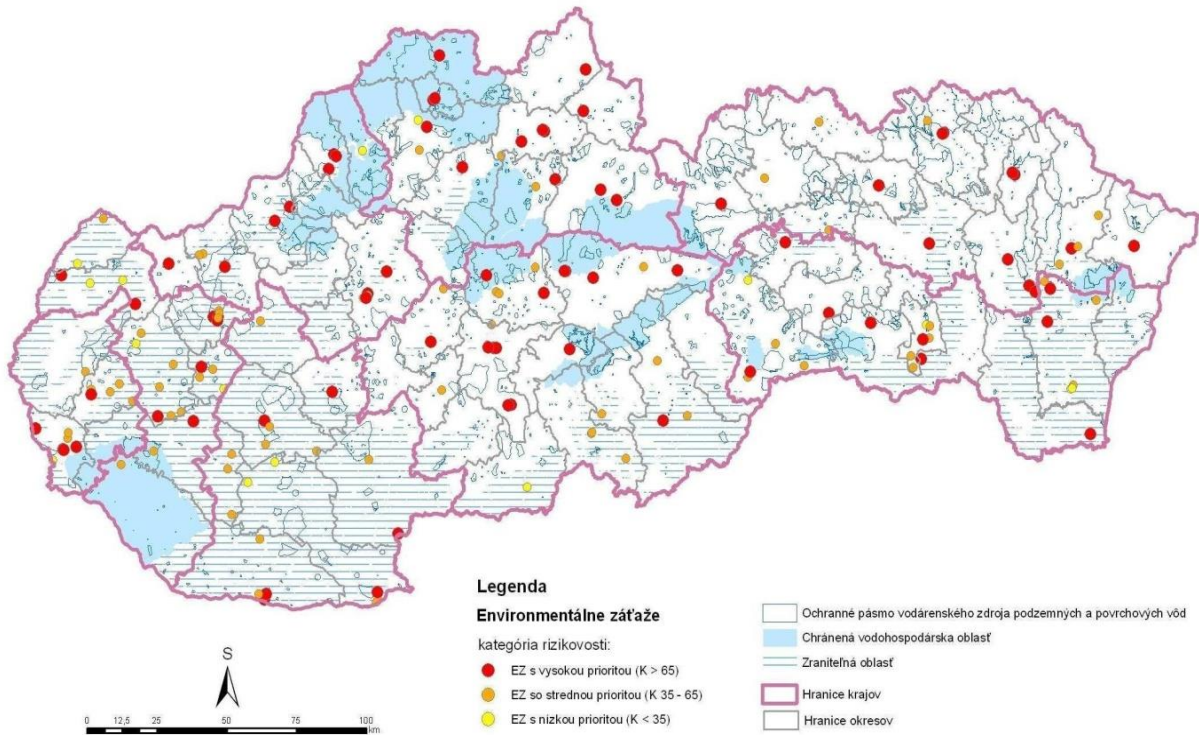 Legenda
Environmentálne záťaže
kategória rizikovosti:
EZ s vysokou prioritou (K > 65)
EZ so strednou prioritou (K 35 - 65)
EZ s nízkou prioritou (K < 35)
Ochranné pásmo vodárenského zdroja podzemných a povrchových vôd
Chránená vodohospodárska oblasť
Zraniteľná oblasť
Hranice krajov
Hranice okresov
S
0 12,5 25 50 75 100
km